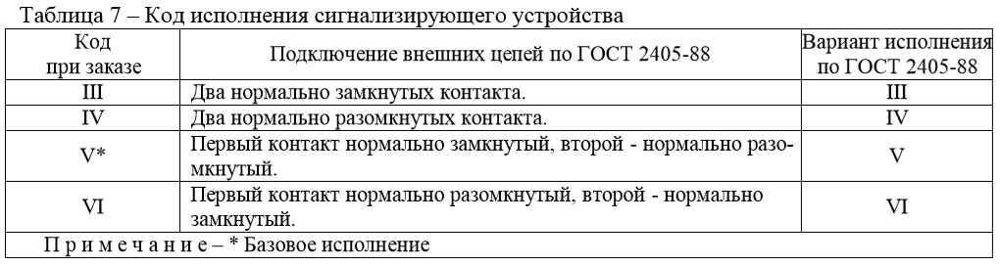 Таблица 7 – Код исполнения сигнализирующего устройства
Код
при заказе
Подключение внешних цепей по ГОСТ 2405-88
Вариант исполнения
по ГОСТ 2405-88
III Два нормально замкнутых контакта. III
IV Два нормально разомкнутых контакта. IV
V* Первый контакт нормально замкнутый, второй - нормально разо-
мкнутый. V
VI Первый контакт нормально разомкнутый, второй - нормально
замкнутый. VI
П р и м е ч а н и е – * Базовое исполнение